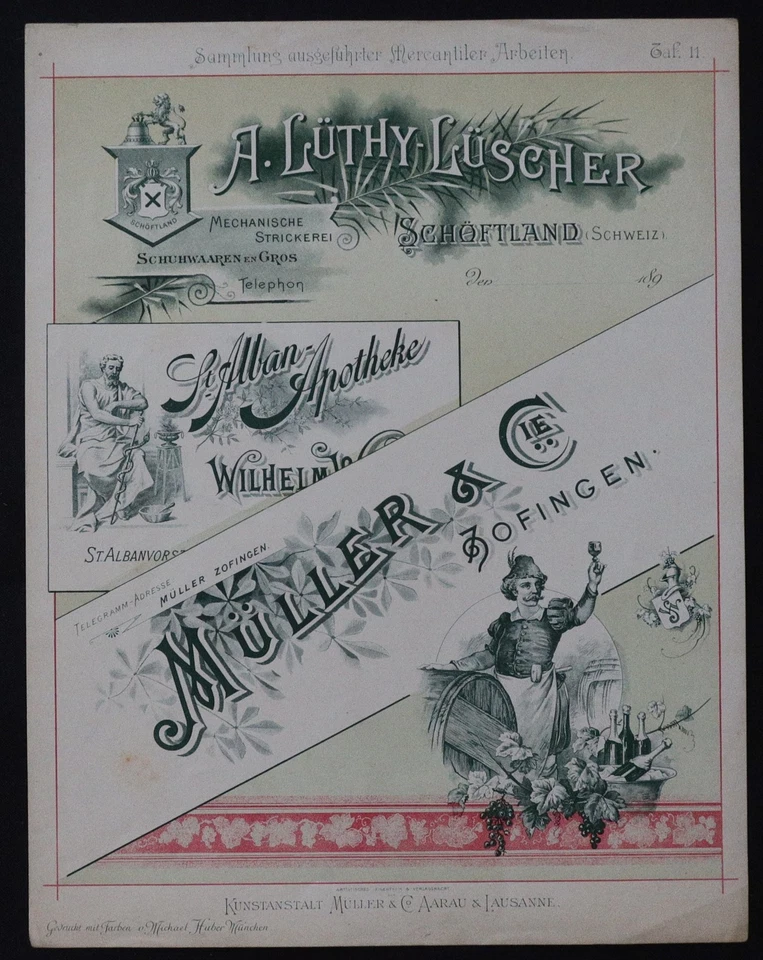 Sammlung ausgeführter Mercantiler Arbeiten.
Taf. 11.
A. LÜTHY-LÜSCHER
SCHÖFTLAND
MECHANISCHE
STRICKEREI
SCHÖFTLAND (SCHWEIZ)
SCHUHWAAREN EN GROS
Telephon
Den 189
St. Alban-
Apotheke
WILHELM
ST ALBANVORST
TELEGRAMM-ADRESSE
MÜLLER ZOFINGEN.
MÜLLER & CIE
ZOFINGEN.
KUNSTANSTALT MÜLLER & Co AARAU & LAUSANNE.
Gedruckt mit Farben v. Michael Huber München